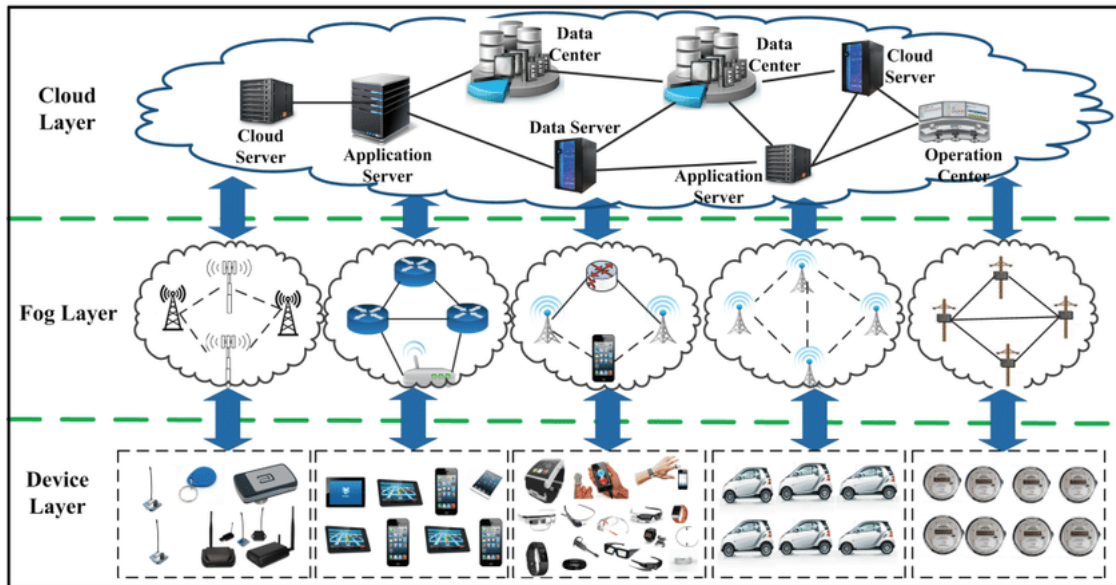 Cloud
Layer
Cloud
Server
Application
Server
Data
Center
Data Server
Data
Center
Application
Server
Cloud
Server
Operation
Center
Fog Layer
Device
Layer